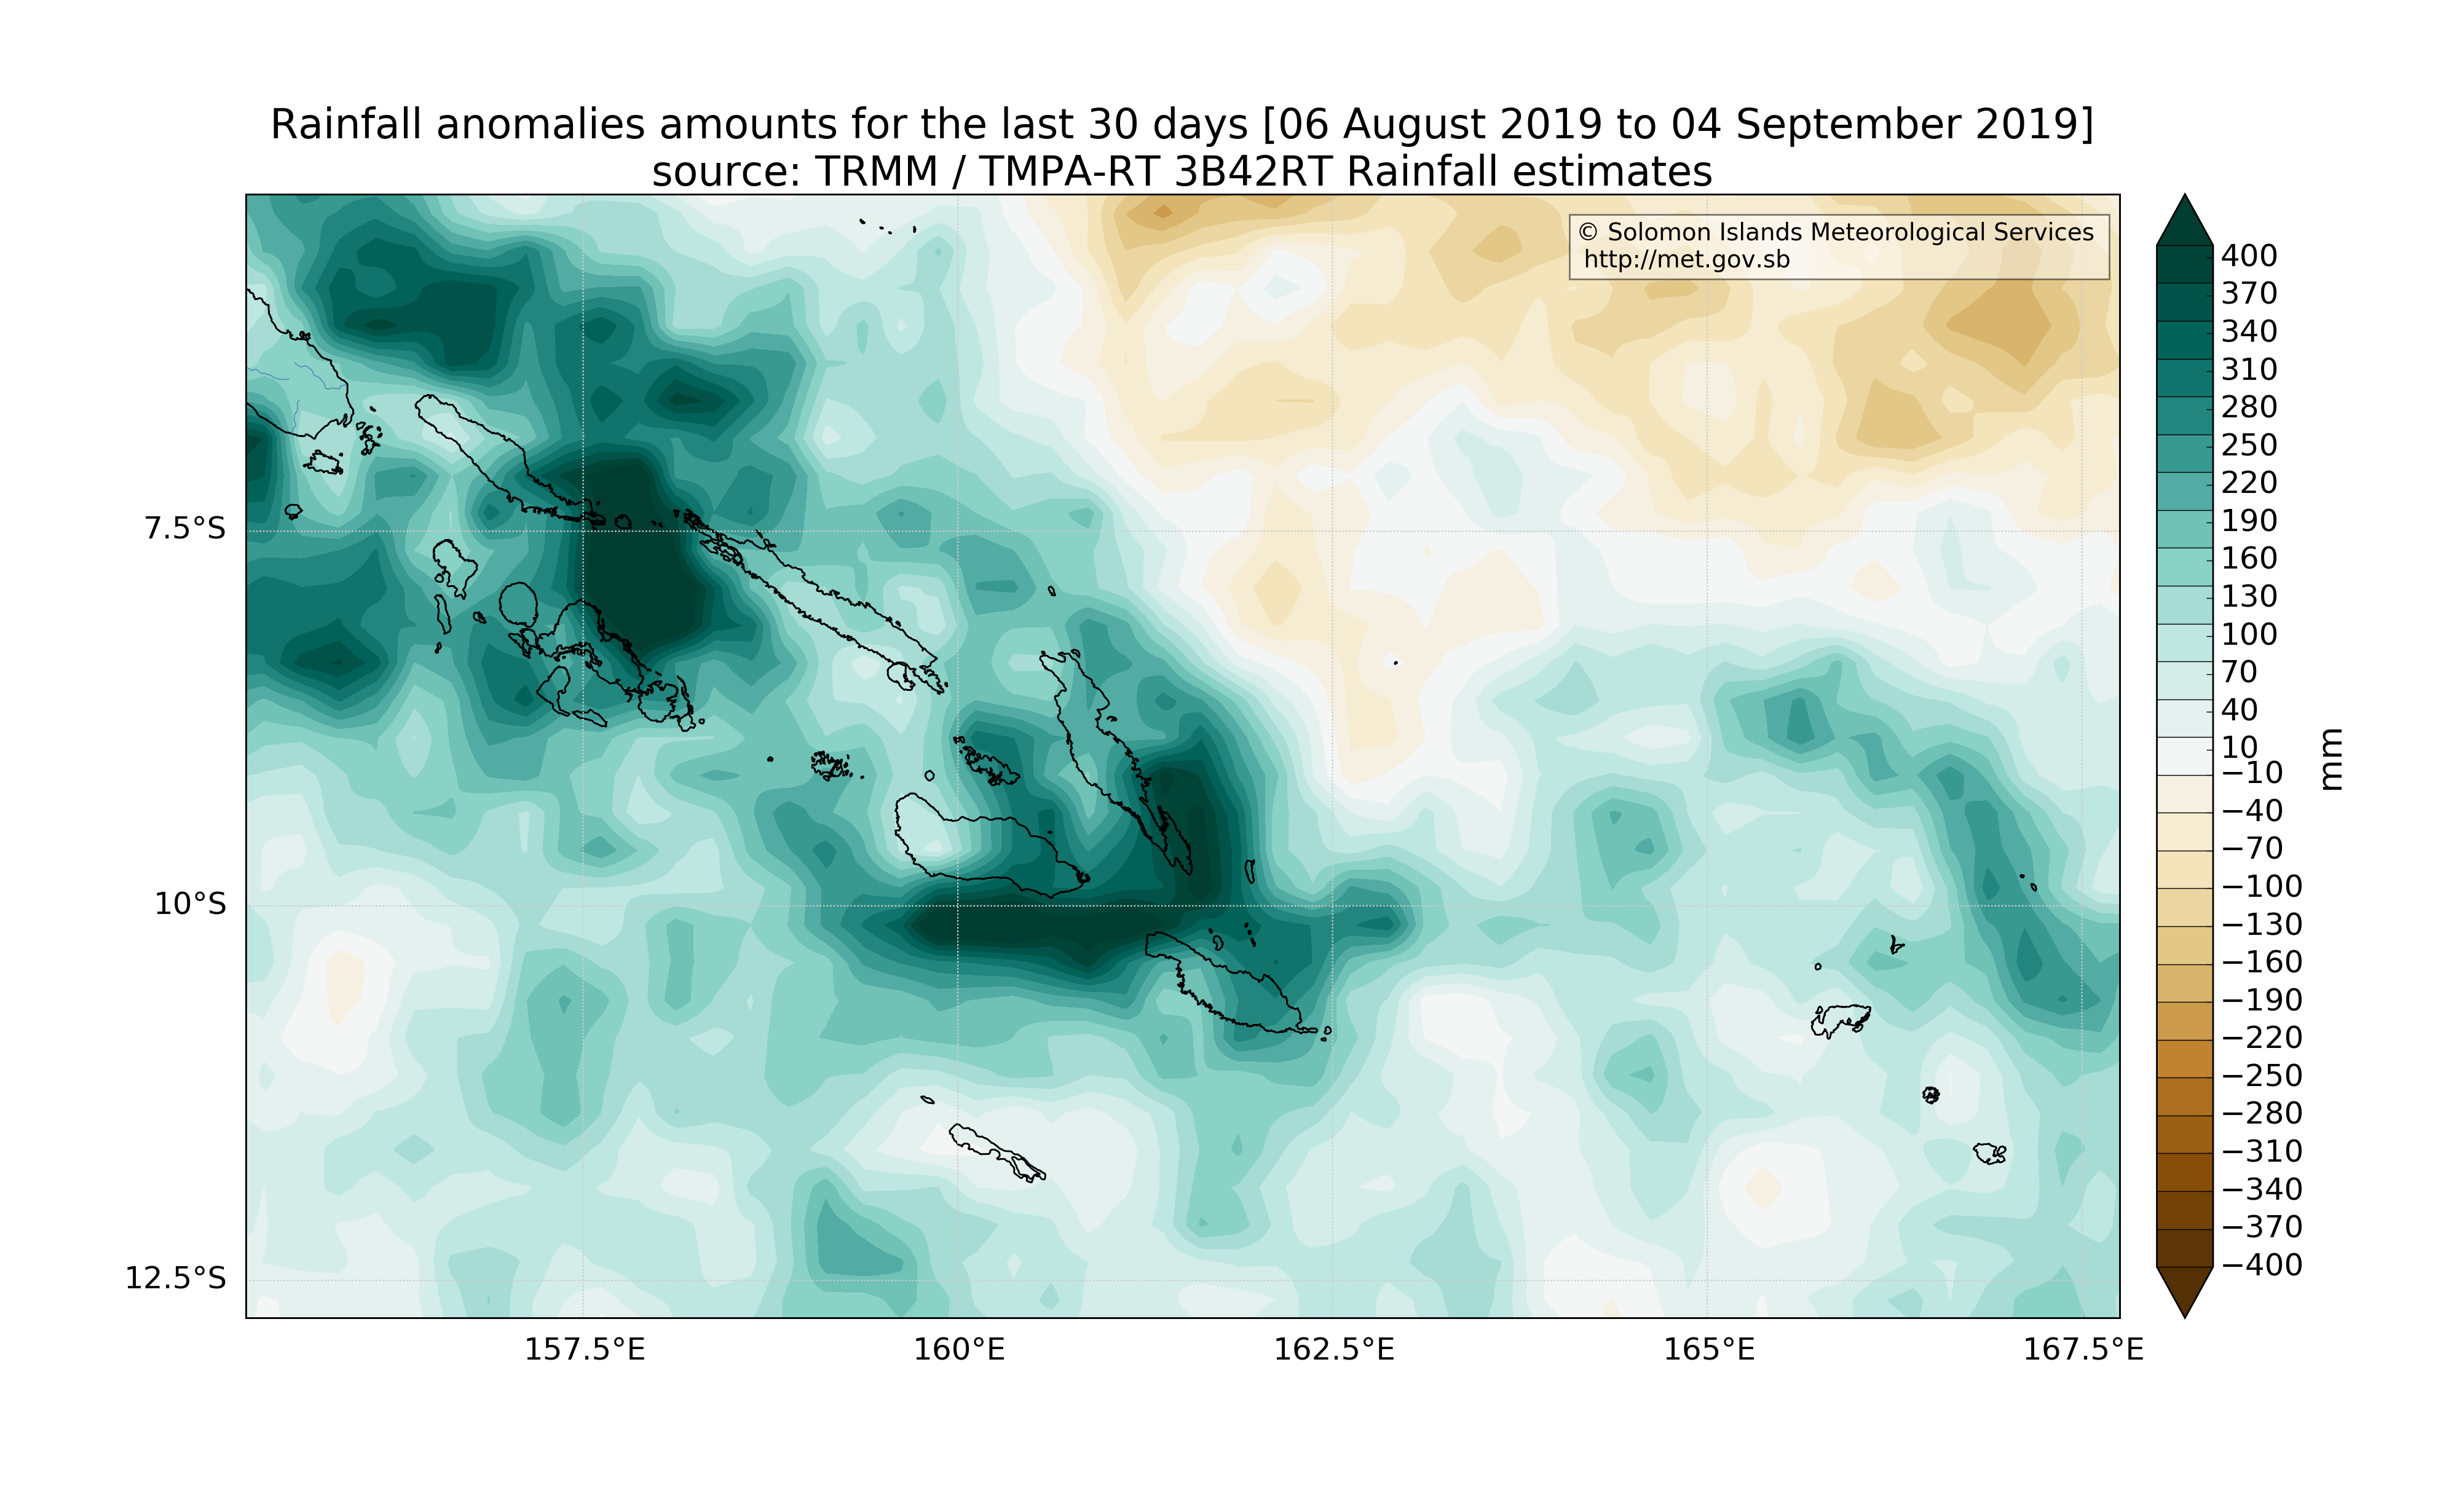 Rainfall anomalies amounts for the last 30 days [06 August 2019 to 04 September 2019]
source: TRMM / TMPA-RT 3B42RT Rainfall estimates
© Solomon Islands Meteorological Services
http://met.gov.sb
7.5°S
10°S
12.5°S
157.5°E
160°E
162.5°E
165°E
167.5°E
400
370
340
310
280
250
220
190
160
130
100
70
40
10
−10
−40
−70
−100
−130
−160
−190
−220
−250
−280
−310
−340
−370
−400
mm